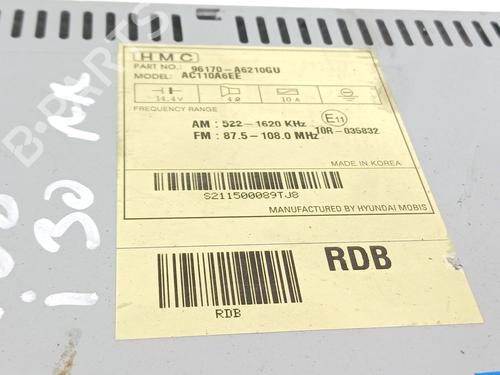 HMC
PART NO.: 96170-A6210GU
MODEL: AC110A6EE
14.4V 4Ω 10A
FREQUENCY RANGE
AM : 522-1620 KHz
FM : 87.5-108.0 MHz
E11
10R-035832
MADE IN KOREA
S211500089TJ8
MANUFACTURED BY HYUNDAI MOBIS
RDB
RDB
i 30